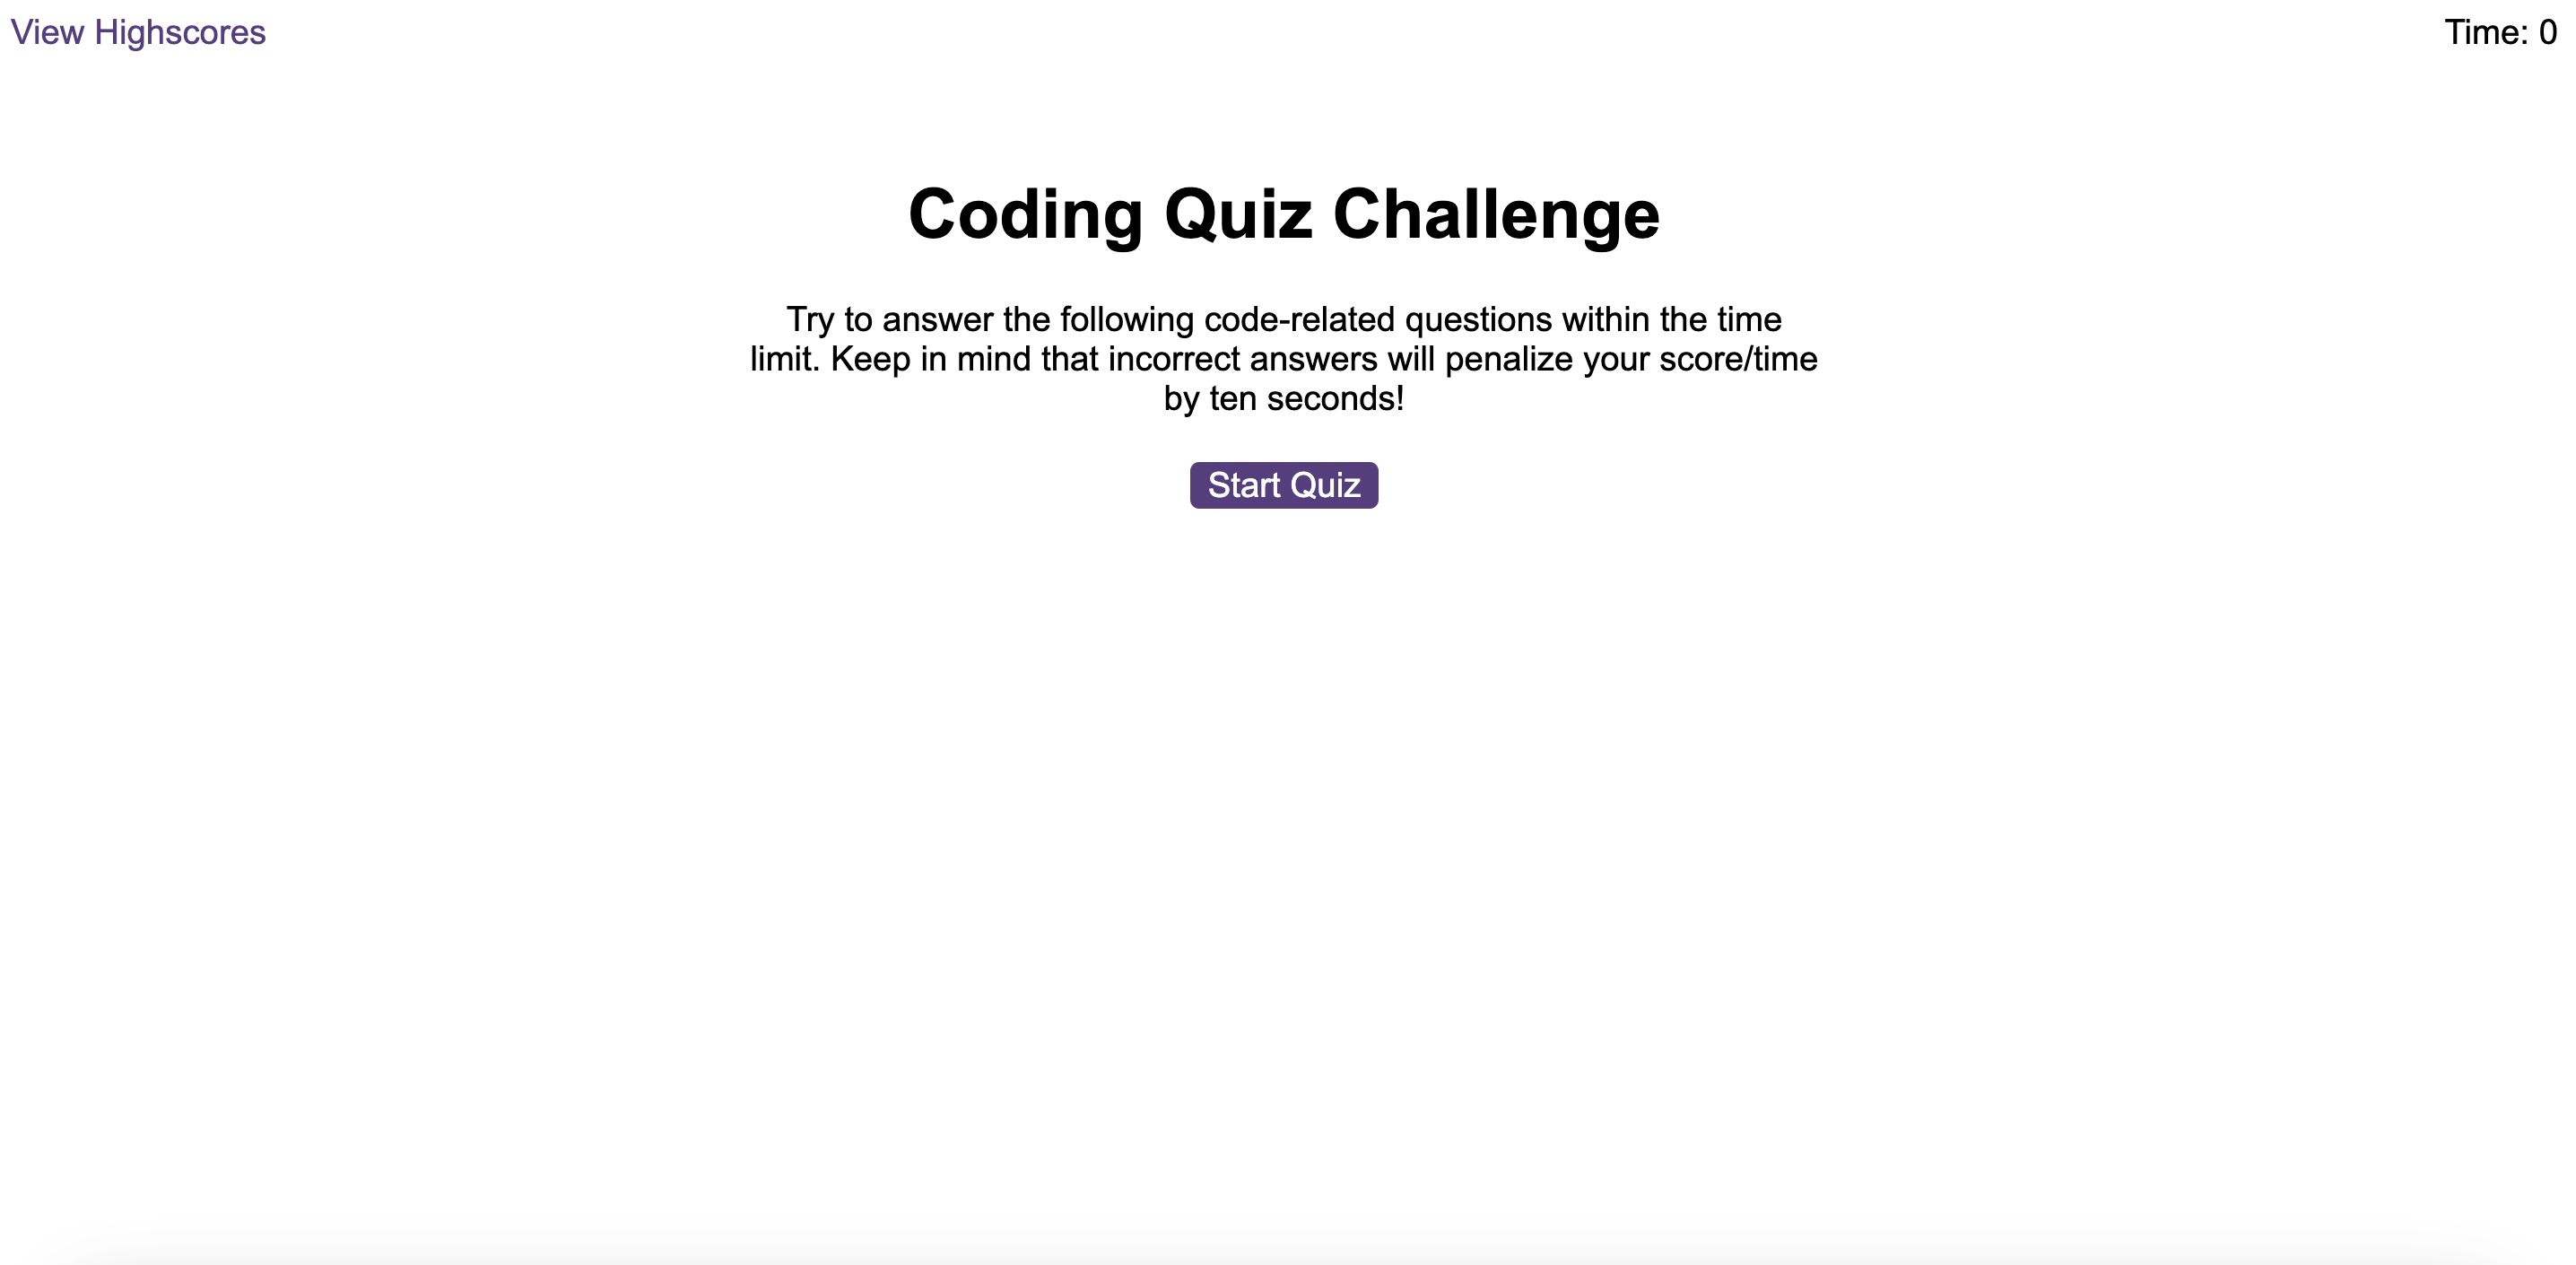 View Highscores
Time: 0
Coding Quiz Challenge
Try to answer the following code-related questions within the time
limit. Keep in mind that incorrect answers will penalize your score/time
by ten seconds!
Start Quiz